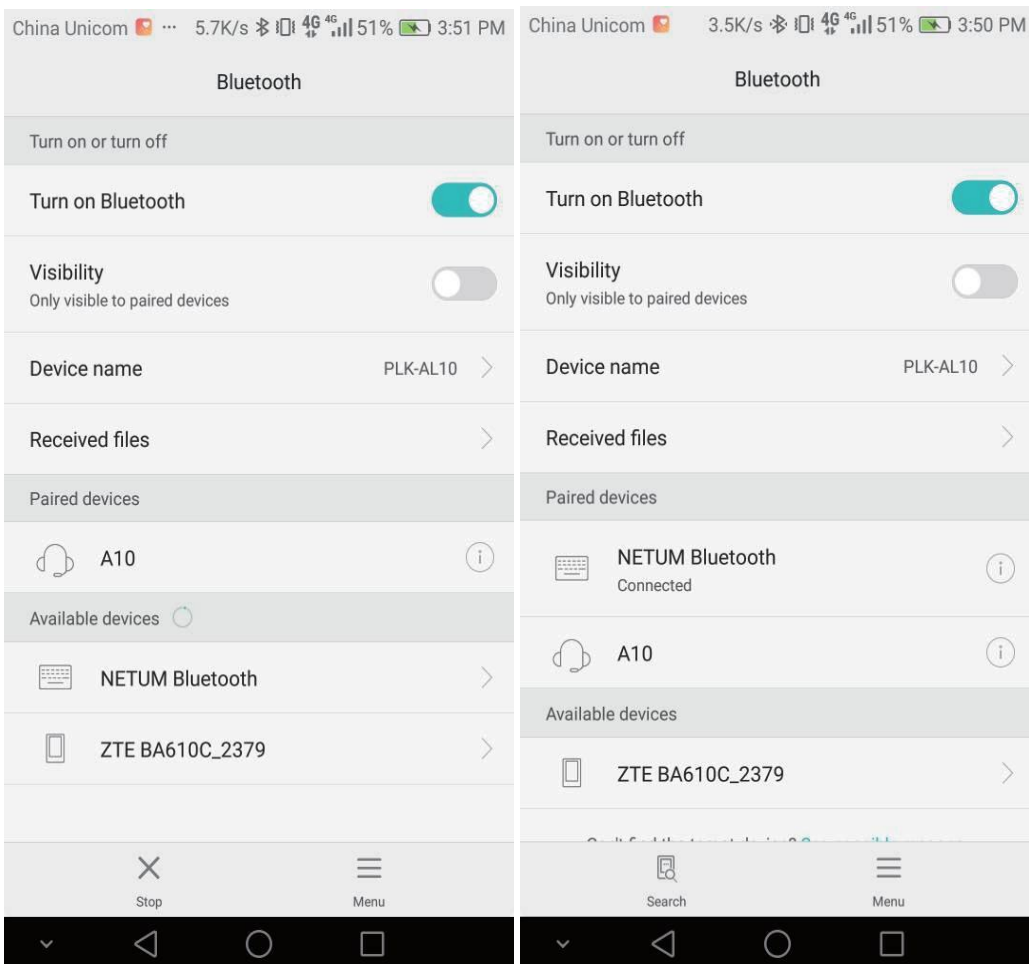 China Unicom ··· 5.7K/s 4G 4G 51% 3:51 PM
Bluetooth
Turn on or turn off
Turn on Bluetooth
Visibility
Only visible to paired devices
Device name PLK-AL10
Received files
Paired devices
A10
Available devices
NETUM Bluetooth
ZTE BA610C_2379
Stop Menu
China Unicom 3.5K/s 4G 4G 51% 3:50 PM
Bluetooth
Turn on or turn off
Turn on Bluetooth
Visibility
Only visible to paired devices
Device name PLK-AL10
Received files
Paired devices
NETUM Bluetooth
Connected
A10
Available devices
ZTE BA610C_2379
Search Menu